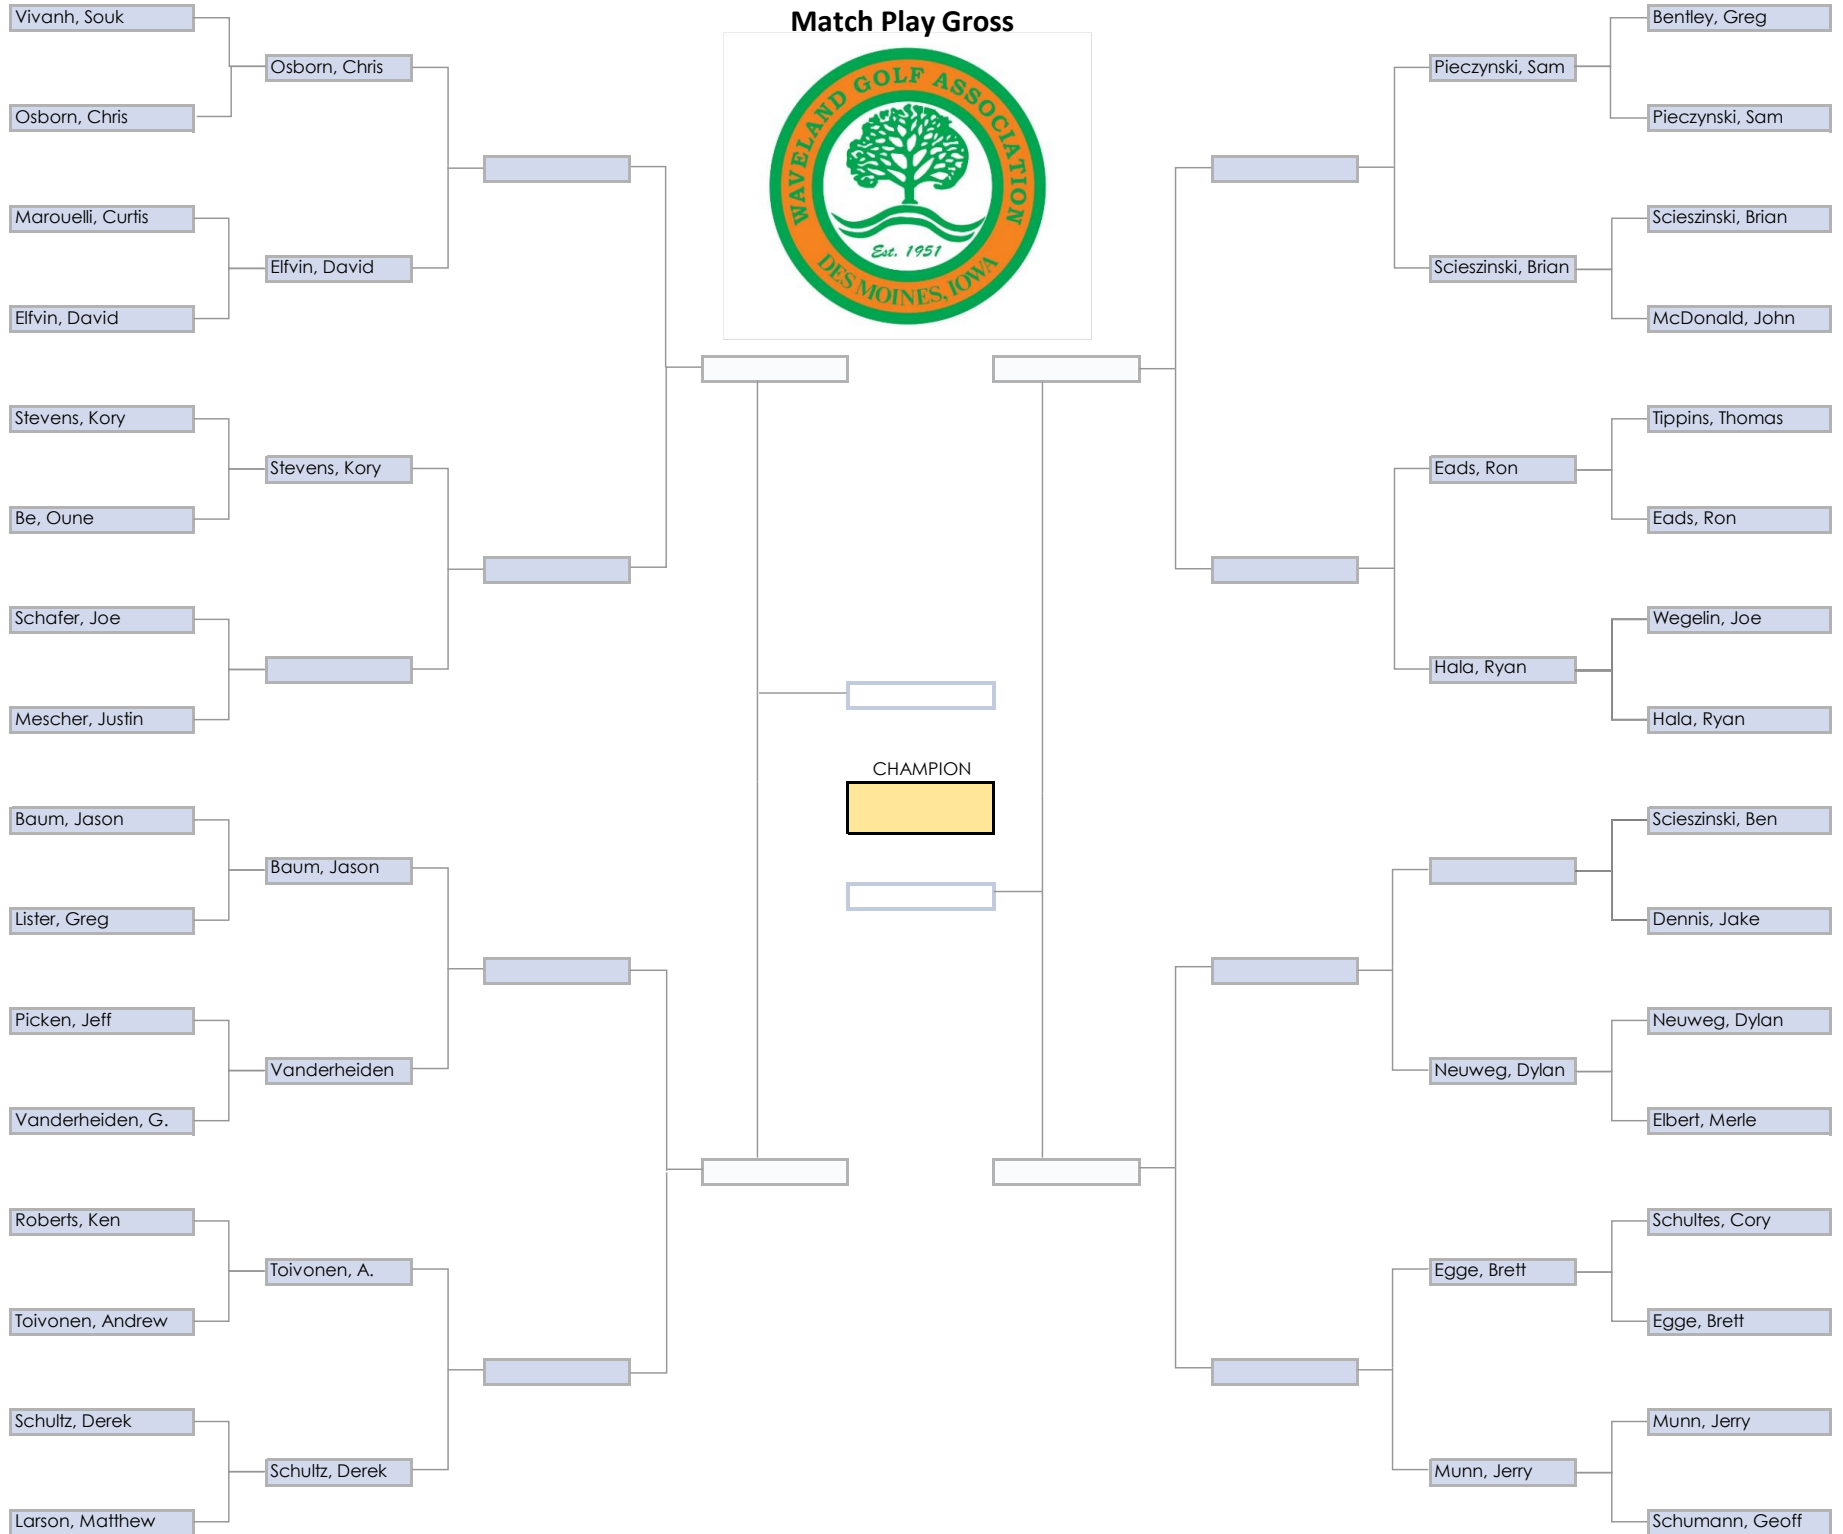 Match Play Gross
WAVELAND GOLF ASSOCIATION
Est. 1951
DES MOINES, IOWA
Vivanh, Souk
Osborn, Chris
Osborn, Chris
Marouelli, Curtis
Elfvin, David
Elfvin, David
Stevens, Kory
Stevens, Kory
Be, Oune
Schafer, Joe
Mescher, Justin
Baum, Jason
Baum, Jason
Lister, Greg
Picken, Jeff
Vanderheiden
Vanderheiden, G.
Roberts, Ken
Toivonen, A.
Toivonen, Andrew
Schultz, Derek
Schultz, Derek
Larson, Matthew
CHAMPION
Bentley, Greg
Pieczynski, Sam
Pieczynski, Sam
Scieszinski, Brian
Scieszinski, Brian
McDonald, John
Tippins, Thomas
Eads, Ron
Eads, Ron
Wegelin, Joe
Hala, Ryan
Hala, Ryan
Scieszinski, Ben
Dennis, Jake
Neuweg, Dylan
Neuweg, Dylan
Elbert, Merle
Schultes, Cory
Egge, Brett
Egge, Brett
Munn, Jerry
Munn, Jerry
Schumann, Geoff